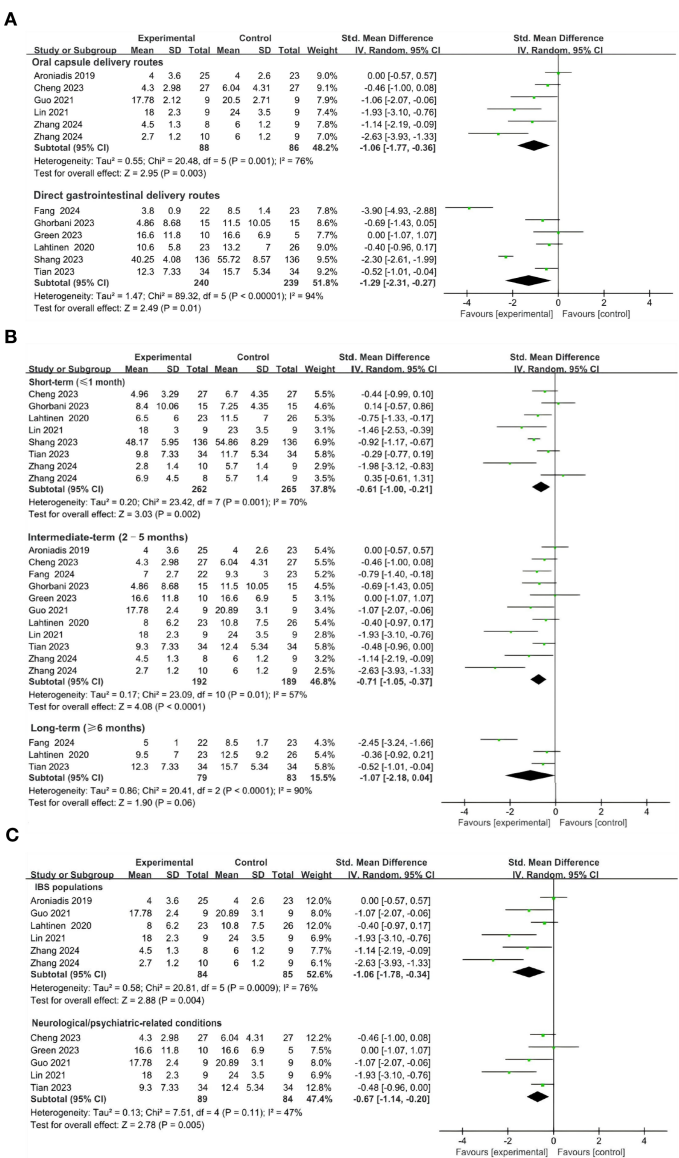 A
Experimental Control Std. Mean Difference Std. Mean Difference
Study or Subgroup Mean SD Total Mean SD Total Weight IV. Random. 95% CI IV. Random. 95% CI
Oral capsule delivery routes
Aroniadis 2019 4 3.6 25 4 2.6 23 9.0% 0.00 [-0.57, 0.57]
Cheng 2023 4.3 2.98 27 6.04 4.31 27 9.1% -0.46 [-1.00, 0.08]
Guo 2021 17.78 2.12 9 20.5 2.71 9 7.8% -1.06 [-2.07, -0.06]
Lin 2021 18 2.3 9 24 3.5 9 7.4% -1.93 [-3.10, -0.76]
Zhang 2024 4.5 1.3 8 6 1.2 9 7.7% -1.14 [-2.19, -0.09]
Zhang 2024 2.7 1.2 10 6 1.2 9 7.1% -2.63 [-3.93, -1.33]
Subtotal (95% CI) 88 86 48.2% -1.06 [-1.77, -0.36]
Heterogeneity: Tau² = 0.55; Chi² = 20.48, df = 5 (P = 0.001); I² = 76%
Test for overall effect: Z = 2.95 (P = 0.003)
Direct gastrointestinal delivery routes
Fang 2024 3.8 0.9 22 8.5 1.4 23 7.8% -3.90 [-4.93, -2.88]
Ghorbani 2023 4.86 8.68 15 11.5 10.05 15 8.6% -0.69 [-1.43, 0.05]
Green 2023 16.6 11.8 10 16.6 6.9 5 7.7% 0.00 [-1.07, 1.07]
Lahtinen 2020 10.6 5.8 23 13.2 7 26 9.0% -0.40 [-0.96, 0.17]
Shang 2023 40.25 4.08 136 55.72 8.57 136 9.5% -2.30 [-2.61, -1.99]
Tian 2023 12.3 7.33 34 15.7 5.34 34 9.2% -0.52 [-1.01, -0.04]
Subtotal (95% CI) 240 239 51.8% -1.29 [-2.31, -0.27]
Heterogeneity: Tau² = 1.47; Chi² = 89.32, df = 5 (P < 0.00001); I² = 94%
Test for overall effect: Z = 2.49 (P = 0.01)
-4 -2 0 2 4
Favours [experimental] Favours [control]
B
Experimental Control Std. Mean Difference Std. Mean Difference
Study or Subgroup Mean SD Total Mean SD Total Weight IV. Random. 95% CI IV. Random. 95% CI
Short-term (≤1 month)
Cheng 2023 4.96 3.29 27 6.7 4.35 27 5.5% -0.44 [-0.99, 0.10]
Ghorbani 2023 8.4 10.06 15 7.25 4.35 15 4.6% 0.14 [-0.57, 0.86]
Lahtinen 2020 6.5 6 23 11.5 7 26 5.3% -0.75 [-1.33, -0.17]
Lin 2021 18 3 9 23 3.5 9 3.0% -1.46 [-2.53, -0.39]
Shang 2023 48.17 5.95 136 54.86 8.29 136 7.4% -0.92 [-1.17, -0.67]
Tian 2023 9.8 7.33 34 11.7 5.34 34 5.8% -0.29 [-0.77, 0.19]
Zhang 2024 2.8 1.4 10 5.7 1.4 9 2.8% -1.98 [-3.12, -0.83]
Zhang 2024 6.9 4.5 8 5.7 1.4 9 3.4% 0.35 [-0.61, 1.31]
Subtotal (95% CI) 262 265 37.8% -0.61 [-1.00, -0.21]
Heterogeneity: Tau² = 0.20; Chi² = 23.42, df = 7 (P = 0.001); I² = 70%
Test for overall effect: Z = 3.03 (P = 0.002)
Intermediate-term (2 - 5 months)
Aroniadis 2019 4 3.6 25 4 2.6 23 5.4% 0.00 [-0.57, 0.57]
Cheng 2023 4.3 2.98 27 6.04 4.31 27 5.5% -0.46 [-1.00, 0.08]
Fang 2024 7 2.7 22 9.3 3 23 5.2% -0.79 [-1.40, -0.18]
Ghorbani 2023 4.86 8.68 15 11.5 10.05 15 4.5% -0.69 [-1.43, 0.05]
Green 2023 16.6 11.8 10 16.6 6.9 5 3.0% 0.00 [-1.07, 1.07]
Guo 2021 17.78 2.4 9 20.89 3.1 9 3.2% -1.07 [-2.07, -0.06]
Lahtinen 2020 8 6.2 23 10.8 7.5 26 5.4% -0.40 [-0.97, 0.17]
Lin 2021 18 2.3 9 24 3.5 9 2.7% -1.93 [-3.10, -0.76]
Tian 2023 9.3 7.33 34 12.4 5.34 34 5.8% -0.48 [-0.96, 0.00]
Zhang 2024 4.5 1.3 8 6 1.2 9 3.1% -1.14 [-2.19, -0.09]
Zhang 2024 2.7 1.2 10 6 1.2 9 2.4% -2.63 [-3.93, -1.33]
Subtotal (95% CI) 192 189 46.8% -0.71 [-1.05, -0.37]
Heterogeneity: Tau² = 0.17; Chi² = 23.09, df = 10 (P = 0.01); I² = 57%
Test for overall effect: Z = 4.08 (P < 0.0001)
Long-term (≥6 months)
Fang 2024 5 1 22 8.5 1.7 23 4.3% -2.45 [-3.24, -1.66]
Lahtinen 2020 9.5 7 23 12.5 9.2 26 5.4% -0.36 [-0.92, 0.21]
Tian 2023 12.3 7.33 34 15.7 5.34 34 5.8% -0.52 [-1.01, -0.04]
Subtotal (95% CI) 79 83 15.5% -1.07 [-2.18, 0.04]
Heterogeneity: Tau² = 0.86; Chi² = 20.41, df = 2 (P < 0.0001); I² = 90%
Test for overall effect: Z = 1.90 (P = 0.06)
-4 -2 0 2 4
Favours [experimental] Favours [control]
C
Experimental Control Std. Mean Difference Std. Mean Difference
Study or Subgroup Mean SD Total Mean SD Total Weight IV. Random. 95% CI IV. Random. 95% CI
IBS populations
Aroniadis 2019 4 3.6 25 4 2.6 23 12.0% 0.00 [-0.57, 0.57]
Guo 2021 17.78 2.4 9 20.89 3.1 9 8.0% -1.07 [-2.07, -0.06]
Lahtinen 2020 8 6.2 23 10.8 7.5 26 12.0% -0.40 [-0.97, 0.17]
Lin 2021 18 2.3 9 24 3.5 9 6.9% -1.93 [-3.10, -0.76]
Zhang 2024 4.5 1.3 8 6 1.2 9 7.7% -1.14 [-2.19, -0.09]
Zhang 2024 2.7 1.2 10 6 1.2 9 6.1% -2.63 [-3.93, -1.33]
Subtotal (95% CI) 84 85 52.6% -1.06 [-1.78, -0.34]
Heterogeneity: Tau² = 0.58; Chi² = 20.81, df = 5 (P = 0.0009); I² = 76%
Test for overall effect: Z = 2.88 (P = 0.004)
Neurological/psychiatric-related conditions
Cheng 2023 4.3 2.98 27 6.04 4.31 27 12.2% -0.46 [-1.00, 0.08]
Green 2023 16.6 11.8 10 16.6 6.9 5 7.5% 0.00 [-1.07, 1.07]
Guo 2021 17.78 2.4 9 20.89 3.1 9 8.0% -1.07 [-2.07, -0.06]
Lin 2021 18 2.3 9 24 3.5 9 6.9% -1.93 [-3.10, -0.76]
Tian 2023 9.3 7.33 34 12.4 5.34 34 12.8% -0.48 [-0.96, 0.00]
Subtotal (95% CI) 89 84 47.4% -0.67 [-1.14, -0.20]
Heterogeneity: Tau² = 0.13; Chi² = 7.51, df = 4 (P = 0.11); I² = 47%
Test for overall effect: Z = 2.78 (P = 0.005)
-4 -2 0 2 4
Favours [experimental] Favours [control]